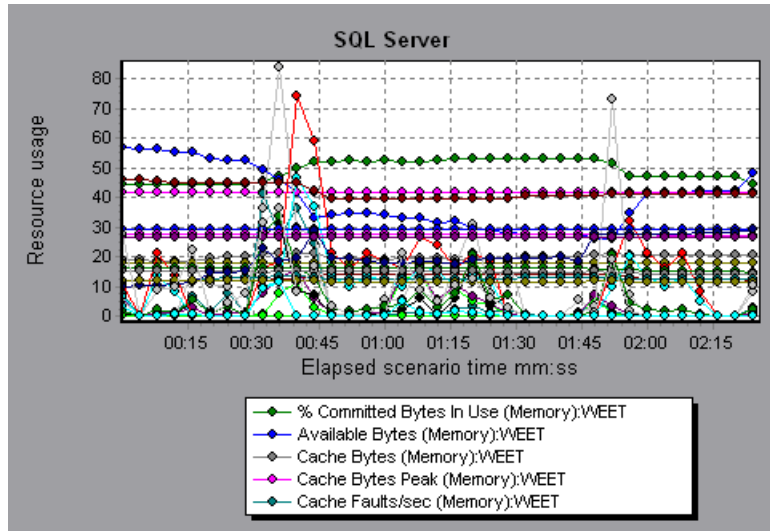 SQL Server
80
70
60
50
40
30
20
10
0
Resource usage
00:15 00:30 00:45 01:00 01:15 01:30 01:45 02:00 02:15
Elapsed scenario time mm:ss
% Committed Bytes In Use (Memory):WEET
Available Bytes (Memory):WEET
Cache Bytes (Memory):WEET
Cache Bytes Peak (Memory):WEET
Cache Faults/sec (Memory):WEET